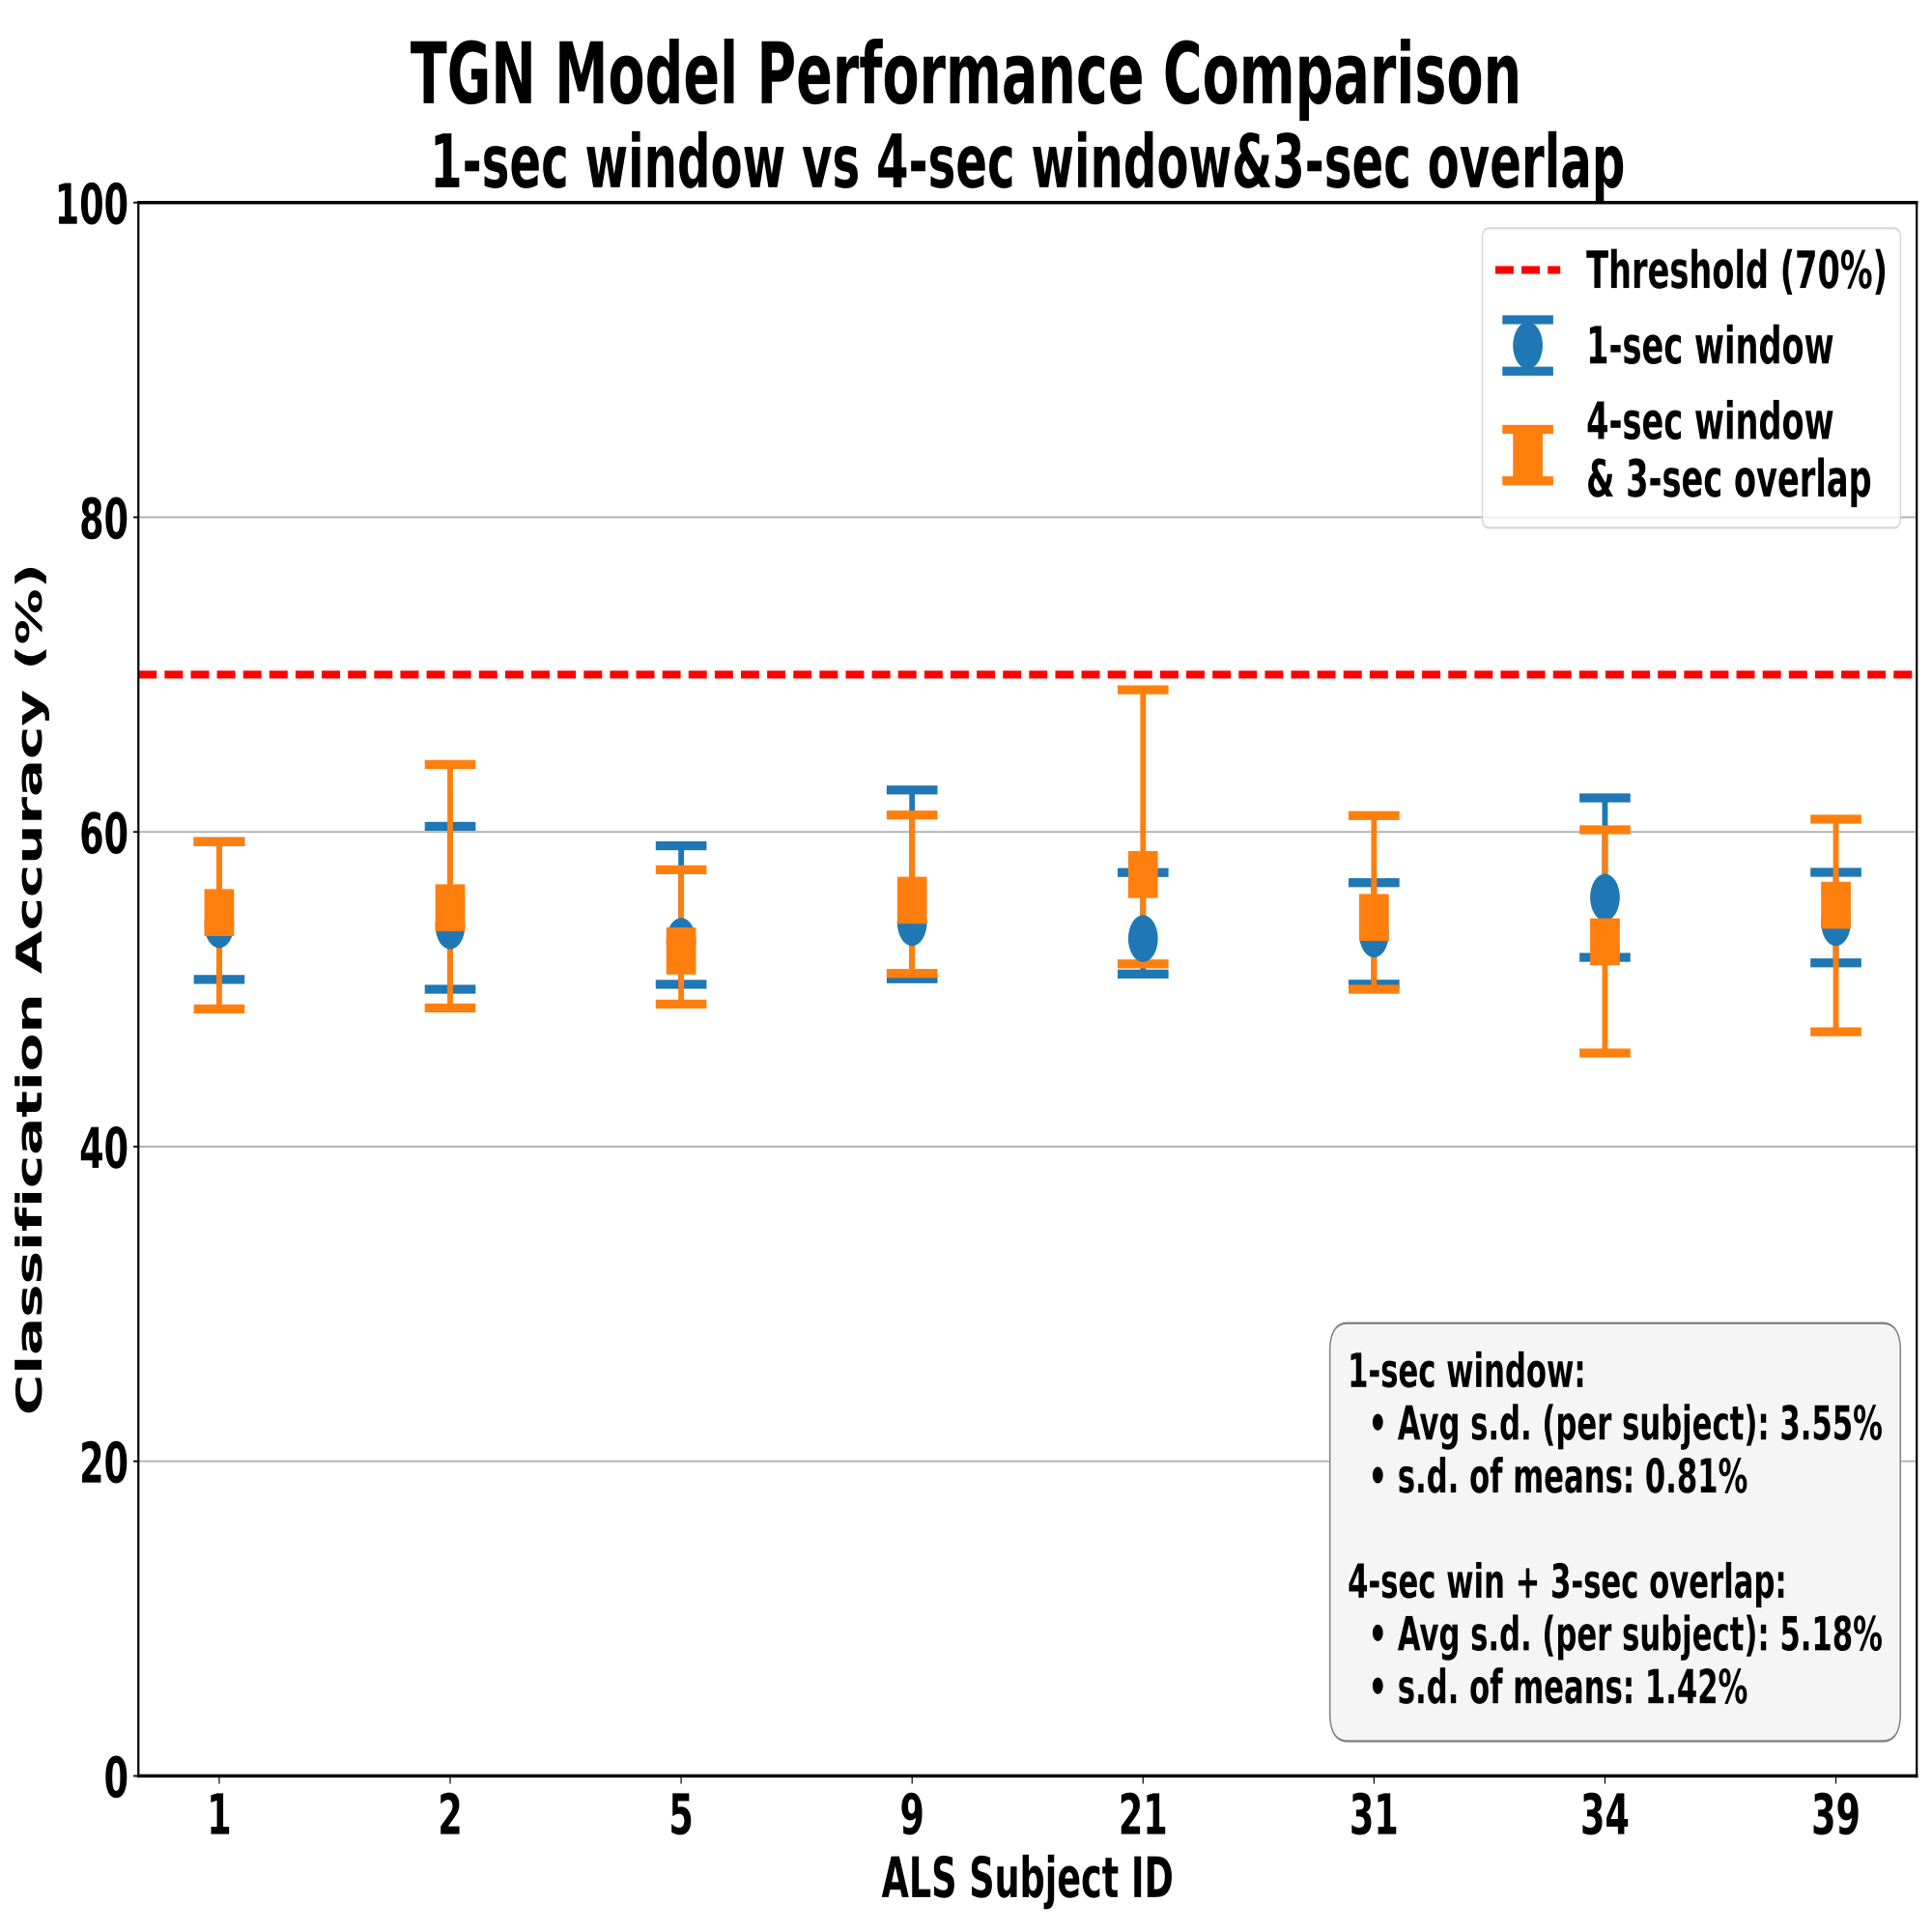 TGN Model Performance Comparison
1-sec window vs 4-sec window&3-sec overlap
Classification Accuracy (%)
100
80
60
40
20
0
Threshold (70%)
1-sec window
4-sec window
& 3-sec overlap
1-sec window:
• Avg s.d. (per subject): 3.55%
• s.d. of means: 0.81%
4-sec win + 3-sec overlap:
• Avg s.d. (per subject): 5.18%
• s.d. of means: 1.42%
1 2 5 9 21 31 34 39
ALS Subject ID